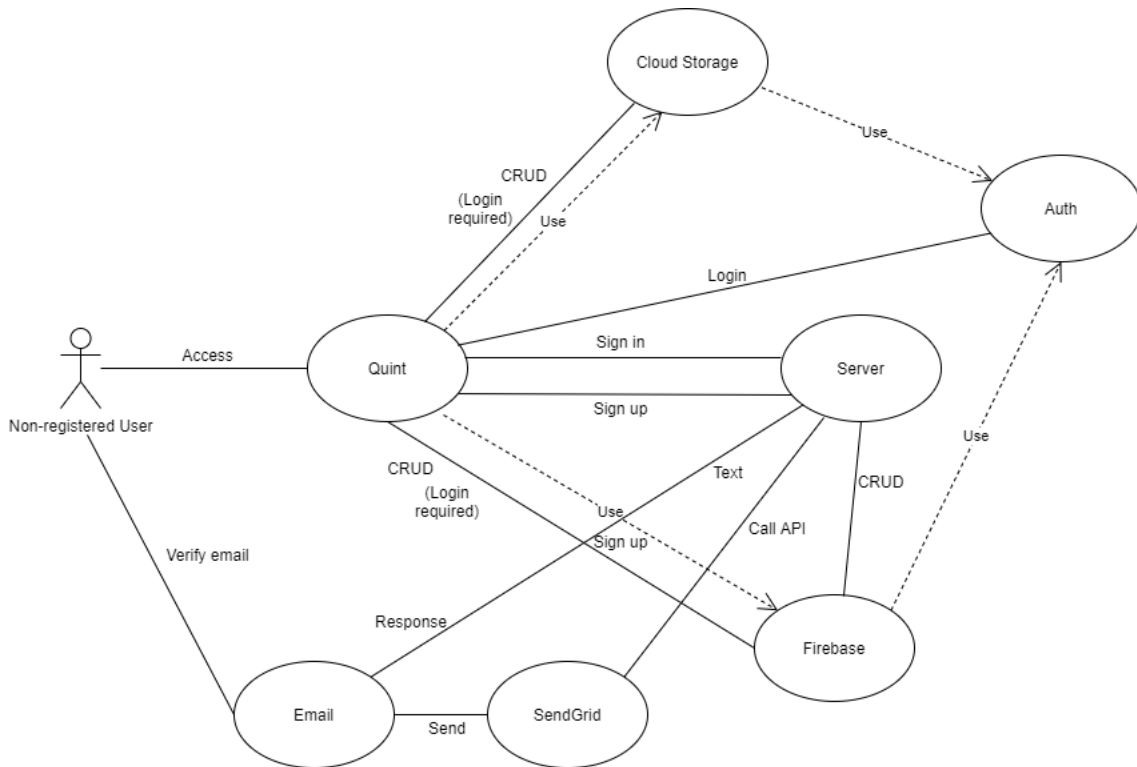 Cloud Storage
Use
CRUD
(Login
required)
Use
Auth
Login
Access
Quint
Sign in
Server
Non-registered User
Sign up
CRUD
(Login
required)
Text
CRUD
Use
Use
Sign up
Call API
Verify email
Response
Firebase
Email
Send
SendGrid